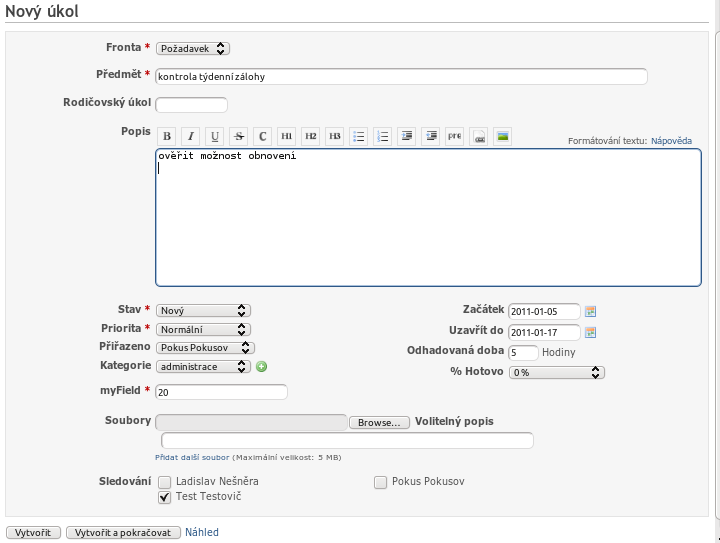 Nový úkol
Fronta * Požadavek
Předmět * kontrola týdenní zálohy
Rodičovský úkol
Popis B I U S C H1 H2 H3 pre Formátování textu: Nápověda
ověřit možnost obnovení
Stav * Nový Začátek 2011-01-05
Priorita * Normální Uzavřít do 2011-01-17
Přiřazeno Pokus Pokusov Odhadovaná doba 5 Hodiny
Kategorie administrace % Hotovo 0 %
myField * 20
Soubory Browse... Volitelný popis
Přidat další soubor (Maximální velikost: 5 MB)
Sledování Ladislav Nešněra Pokus Pokusov
Test Testovič
Vytvořit Vytvořit a pokračovat Náhled